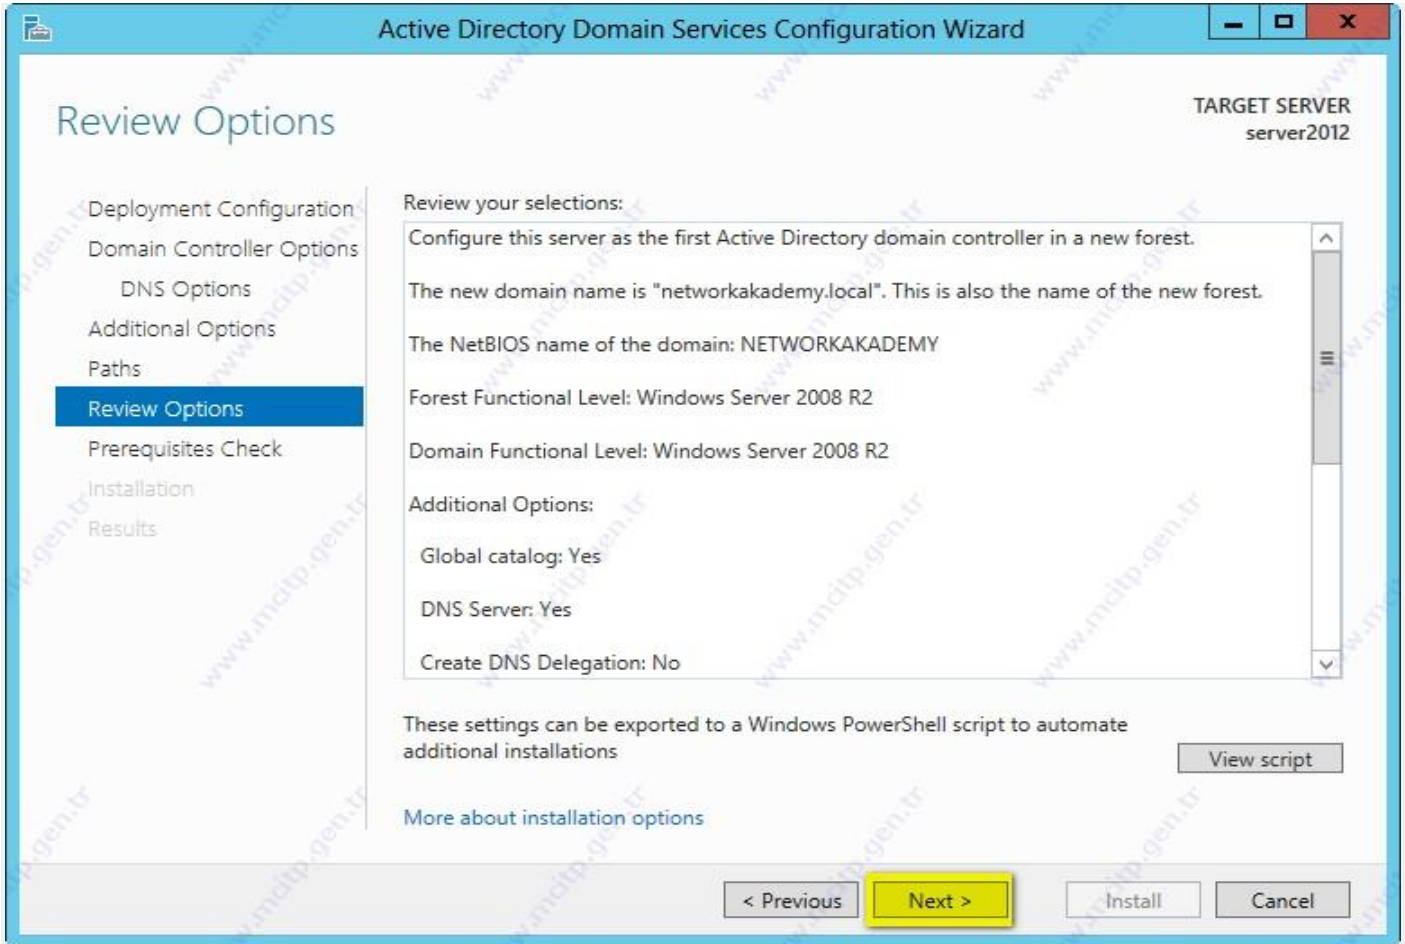 Active Directory Domain Services Configuration Wizard
Review Options
TARGET SERVER
server2012
Deployment Configuration
Domain Controller Options
DNS Options
Additional Options
Paths
Review Options
Prerequisites Check
Installation
Results
Review your selections:
Configure this server as the first Active Directory domain controller in a new forest.
The new domain name is "networkakademy.local". This is also the name of the new forest.
The NetBIOS name of the domain: NETWORKAKADEMY
Forest Functional Level: Windows Server 2008 R2
Domain Functional Level: Windows Server 2008 R2
Additional Options:
Global catalog: Yes
DNS Server: Yes
Create DNS Delegation: No
These settings can be exported to a Windows PowerShell script to automate
additional installations
View script
More about installation options
< Previous
Next >
Install
Cancel
www.mcitp.gen.tr